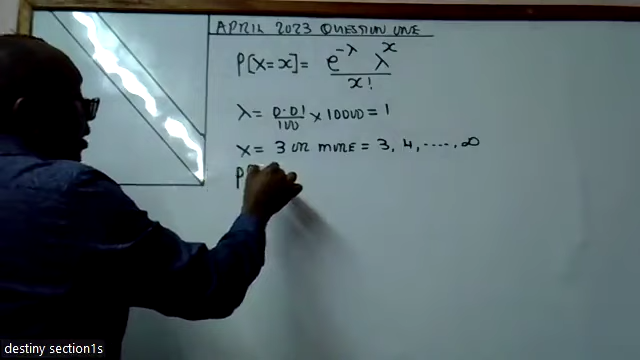 APRIL 2023 QUESTION ONE
P[X=x] = e^-λ λ^x / x!
λ = 0.01/100 × 10000 = 1
X = 3 or more = 3, 4, ....., ∞
P[
destiny section1s